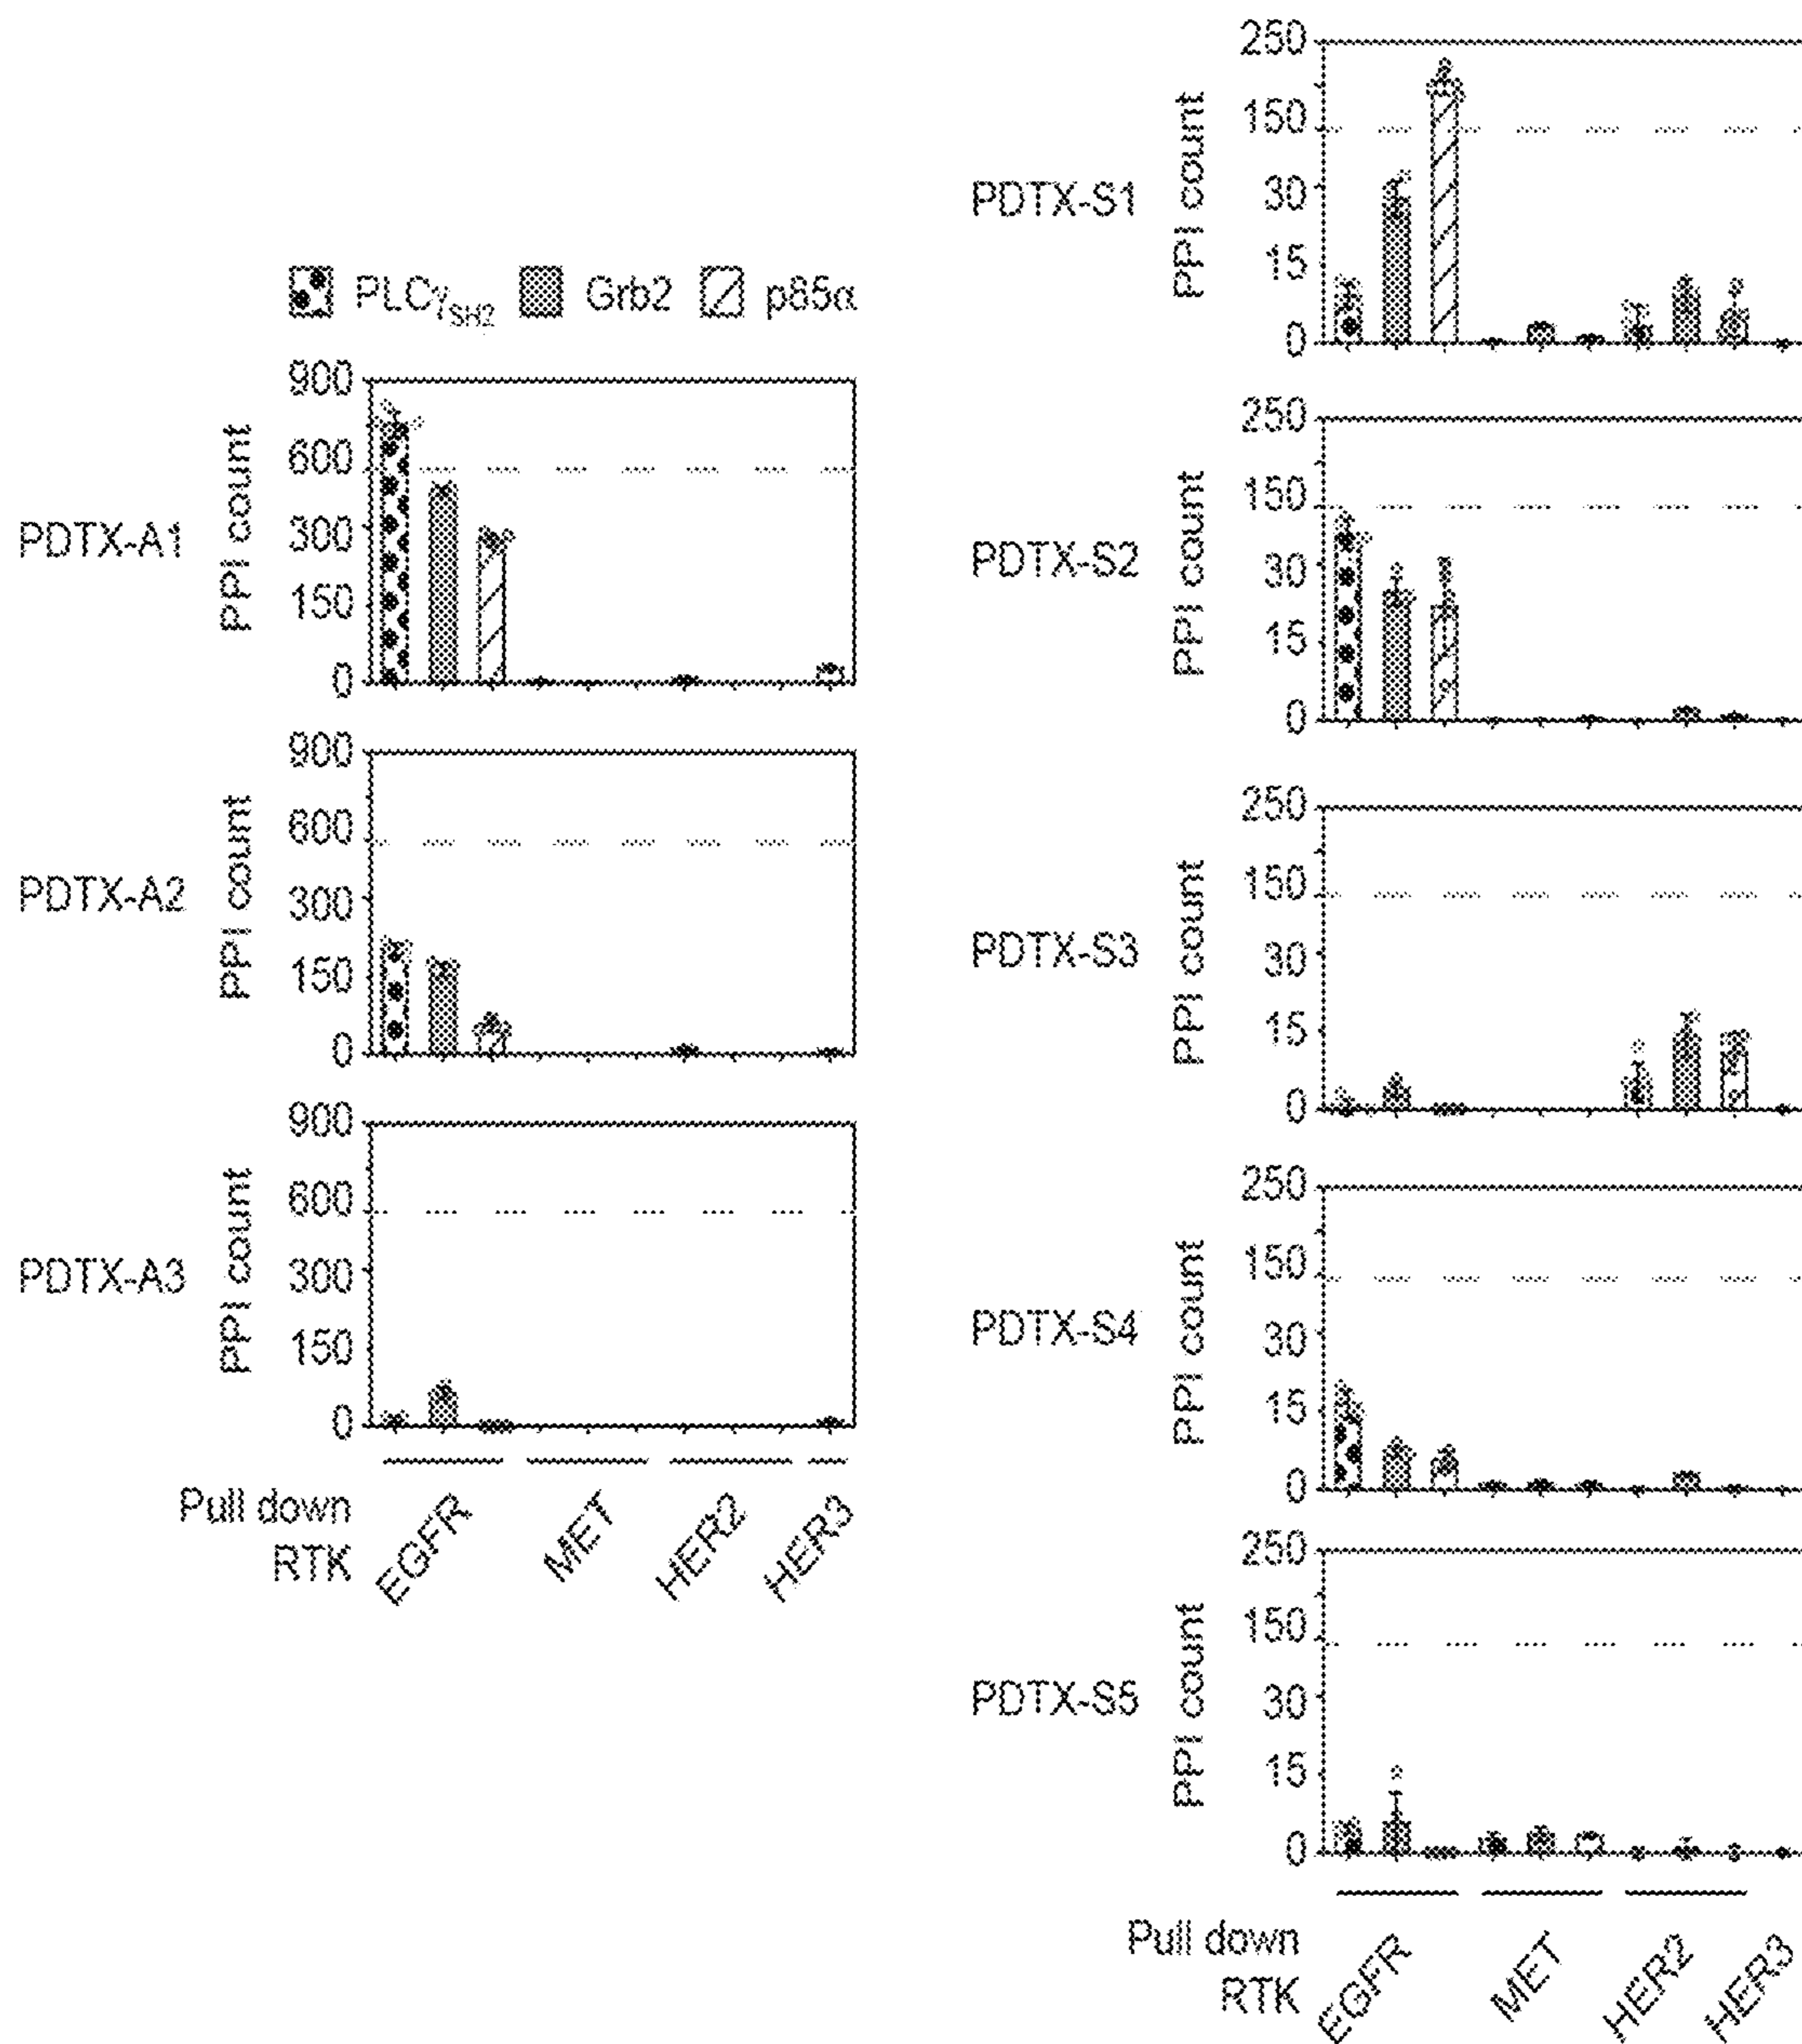 PLCγSH2 Grb2 p85α
PDTX-A1
PPI count
900
600
300
150
0
PDTX-A2
PPI count
900
600
300
150
0
PDTX-A3
PPI count
900
600
300
150
0
Pull down
RTK
EGFR MET HER2 HER3
PDTX-S1
PPI count
250
150
30
15
0
PDTX-S2
PPI count
250
150
30
15
0
PDTX-S3
PPI count
250
150
30
15
0
PDTX-S4
PPI count
250
150
30
15
0
PDTX-S5
PPI count
250
150
30
15
0
Pull down
RTK
EGFR MET HER2 HER3